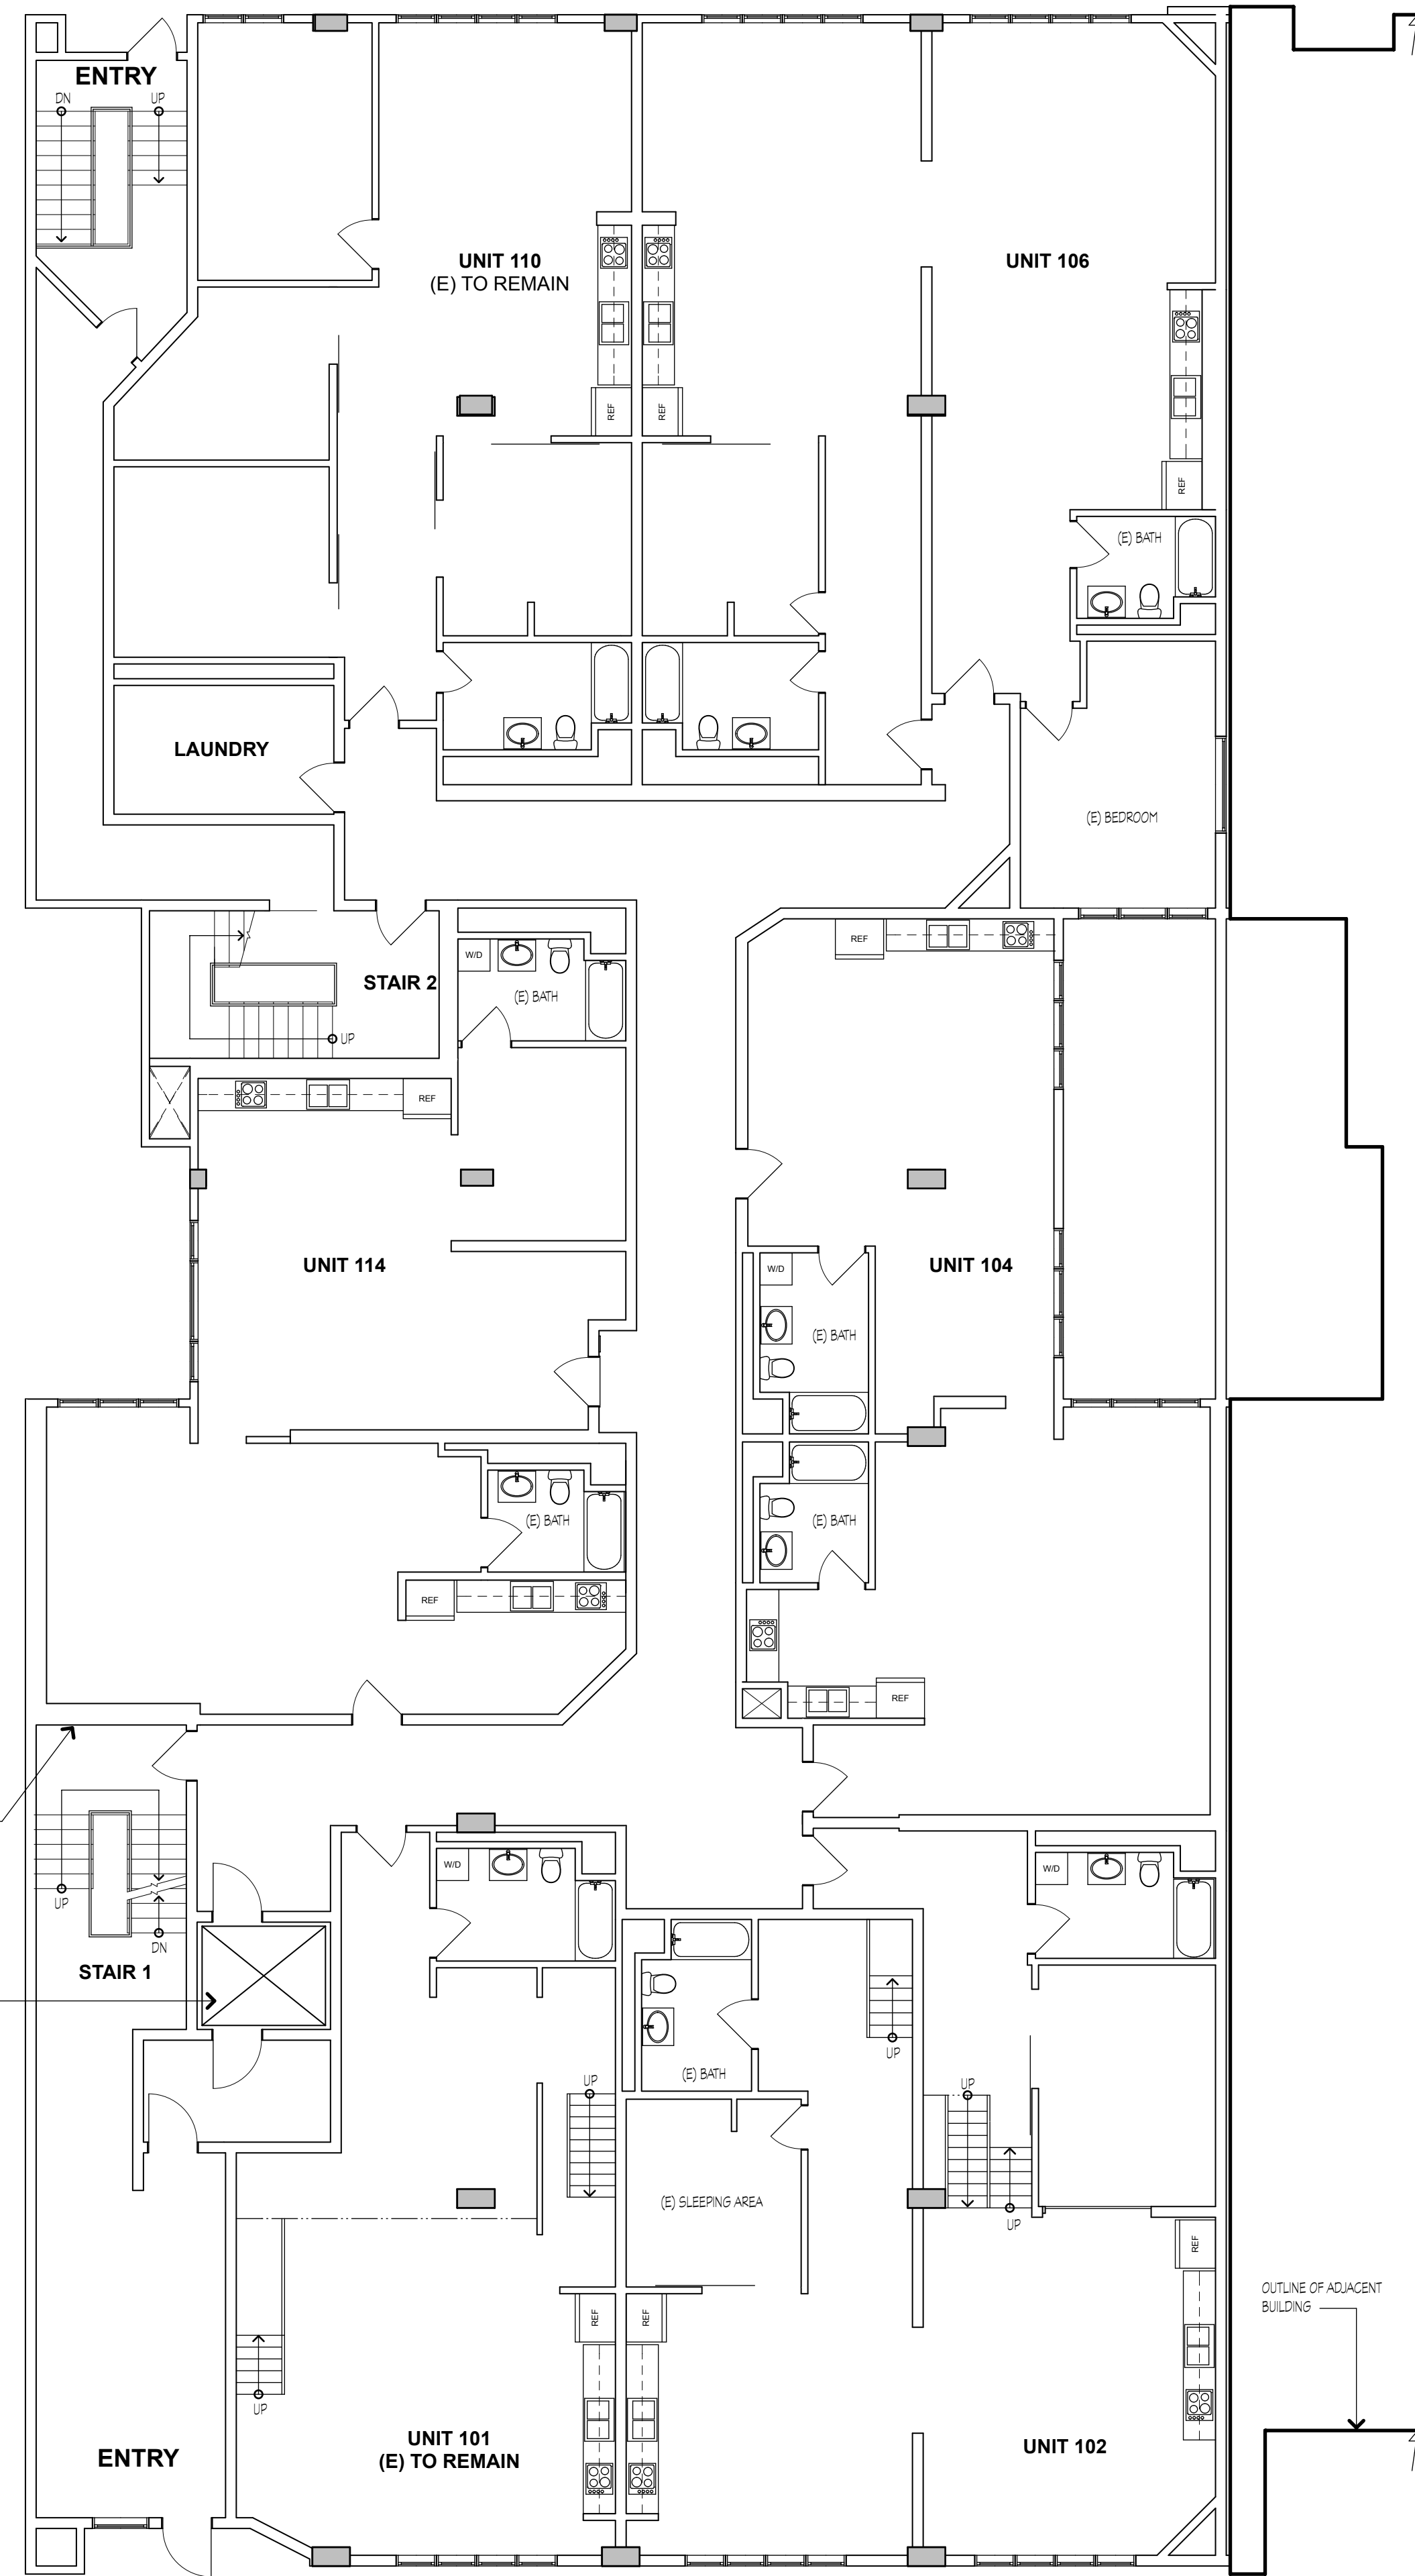 ENTRY
DN
UP
UNIT 110
(E) TO REMAIN
UNIT 106
REF
REF
REF
(E) BATH
LAUNDRY
(E) BEDROOM
REF
W/D
STAIR 2
(E) BATH
UP
REF
UNIT 114
UNIT 104
W/D
(E) BATH
(E) BATH
(E) BATH
REF
REF
W/D
W/D
UP
DN
STAIR 1
UP
(E) BATH
UP
UP
(E) SLEEPING AREA
UP
REF
OUTLINE OF ADJACENT
BUILDING
REF
REF
UP
UNIT 101
(E) TO REMAIN
UNIT 102
ENTRY